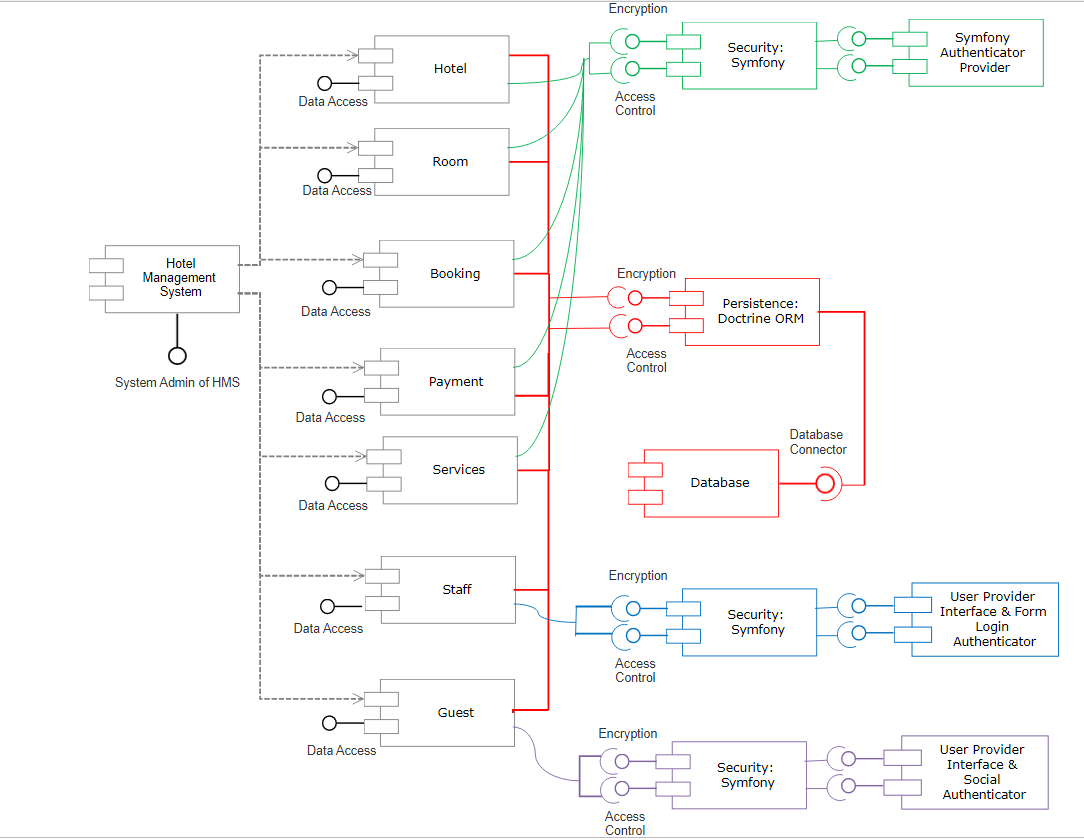 Encryption
Security:
Symfony
Symfony
Authenticator
Provider
Access
Control
Hotel
Data Access
Room
Data Access
Hotel
Management
System
System Admin of HMS
Booking
Data Access
Encryption
Persistence:
Doctrine ORM
Access
Control
Payment
Data Access
Database
Connector
Services
Data Access
Database
Staff
Data Access
Encryption
Security:
Symfony
User Provider
Interface & Form
Login
Authenticator
Access
Control
Guest
Data Access
Encryption
Security:
Symfony
User Provider
Interface &
Social
Authenticator
Access
Control